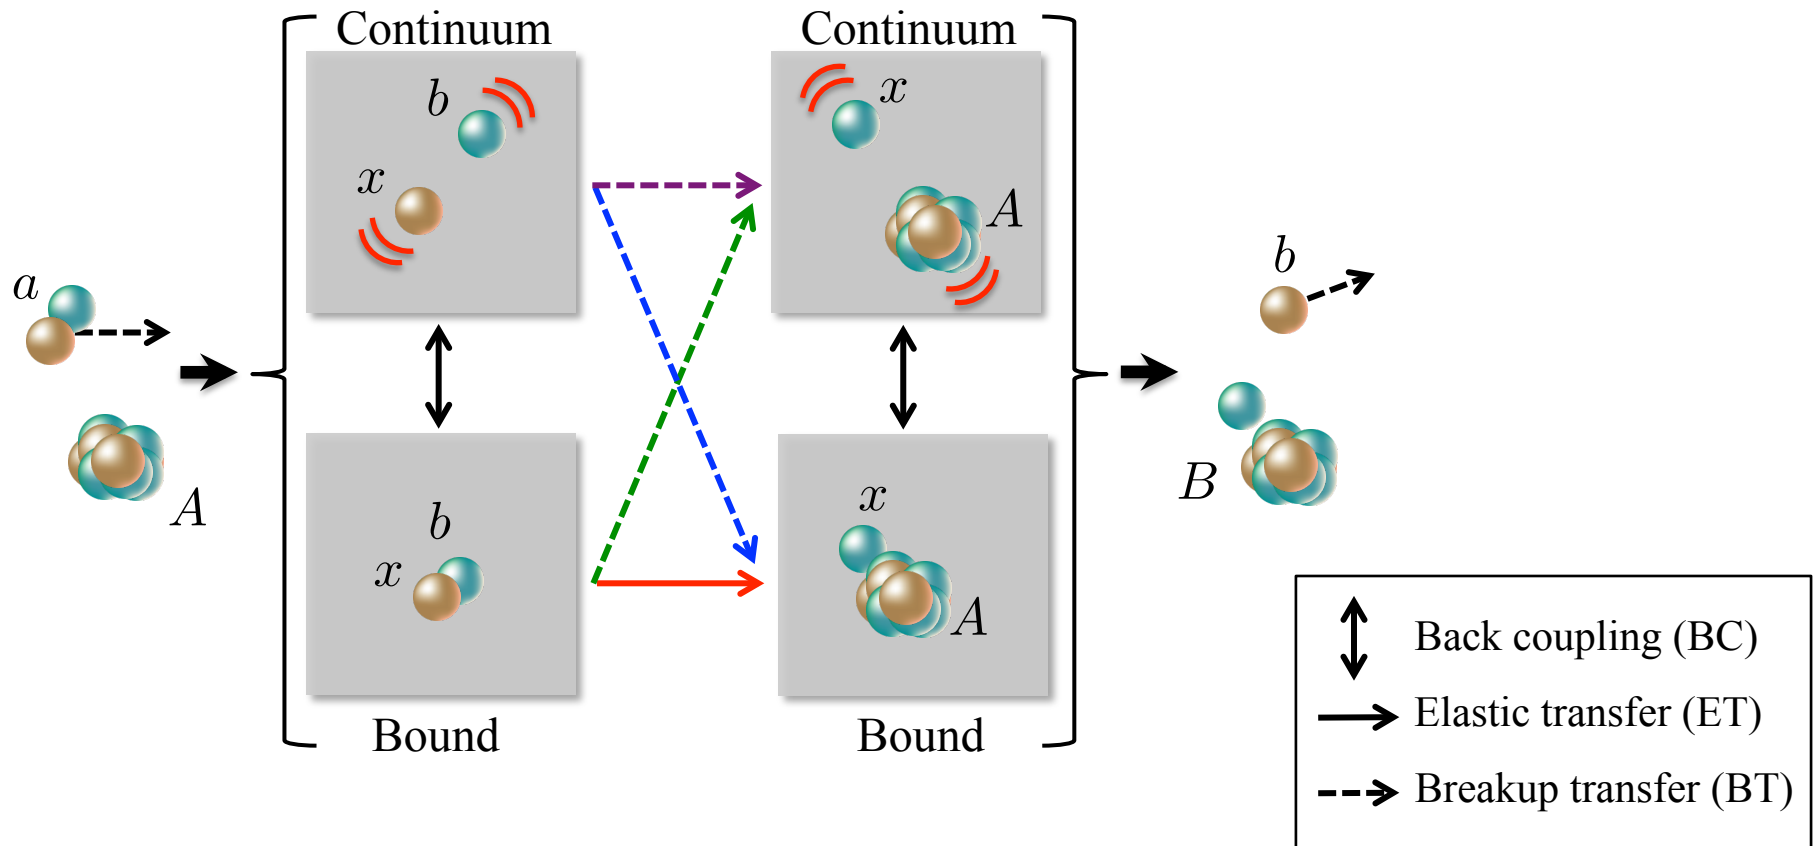 Continuum
Continuum
b
x
x
A
a
A
b
B
b
x
x
A
Bound
Bound
Back coupling (BC)
Elastic transfer (ET)
Breakup transfer (BT)